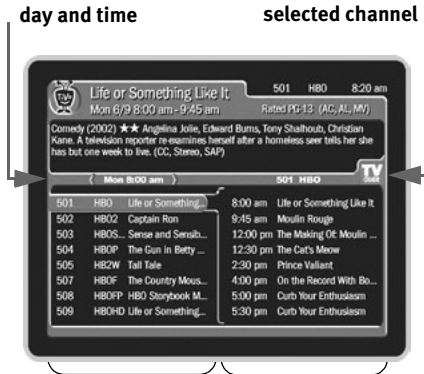 day and time selected channel
TiVo Life or Something Like It 501 HBO 8:20 am
Mon 6/9 8:00 am - 9:45 am Rated PG-13 (AC, AL, MV)
Comedy (2002) ★★ Angelina Jolie, Edward Burns, Tony Shalhoub, Christian
Kane. A television reporter re-examines herself after a homeless seer tells her she
has but one week to live. (CC, Stereo, SAP)
TV
GUIDE
Mon 8:00 am 501 HBO
501 HBO Life or Something... 8:00 am Life or Something Like It
502 HBO2 Captain Ron 9:45 am Moulin Rouge
503 HBOS... Sense and Sensib... 12:00 pm The Making Of: Moulin ...
504 HBOP The Gun in Betty ... 12:30 pm The Cat's Meow
505 HB2W Tall Tale 2:30 pm Prince Valiant
507 HBOF The Country Mous... 4:00 pm On the Record With Bo...
508 HBOFP HBO Storybook M... 5:00 pm Curb Your Enthusiasm
509 HBOHD Life or Something... 5:30 pm Curb Your Enthusiasm